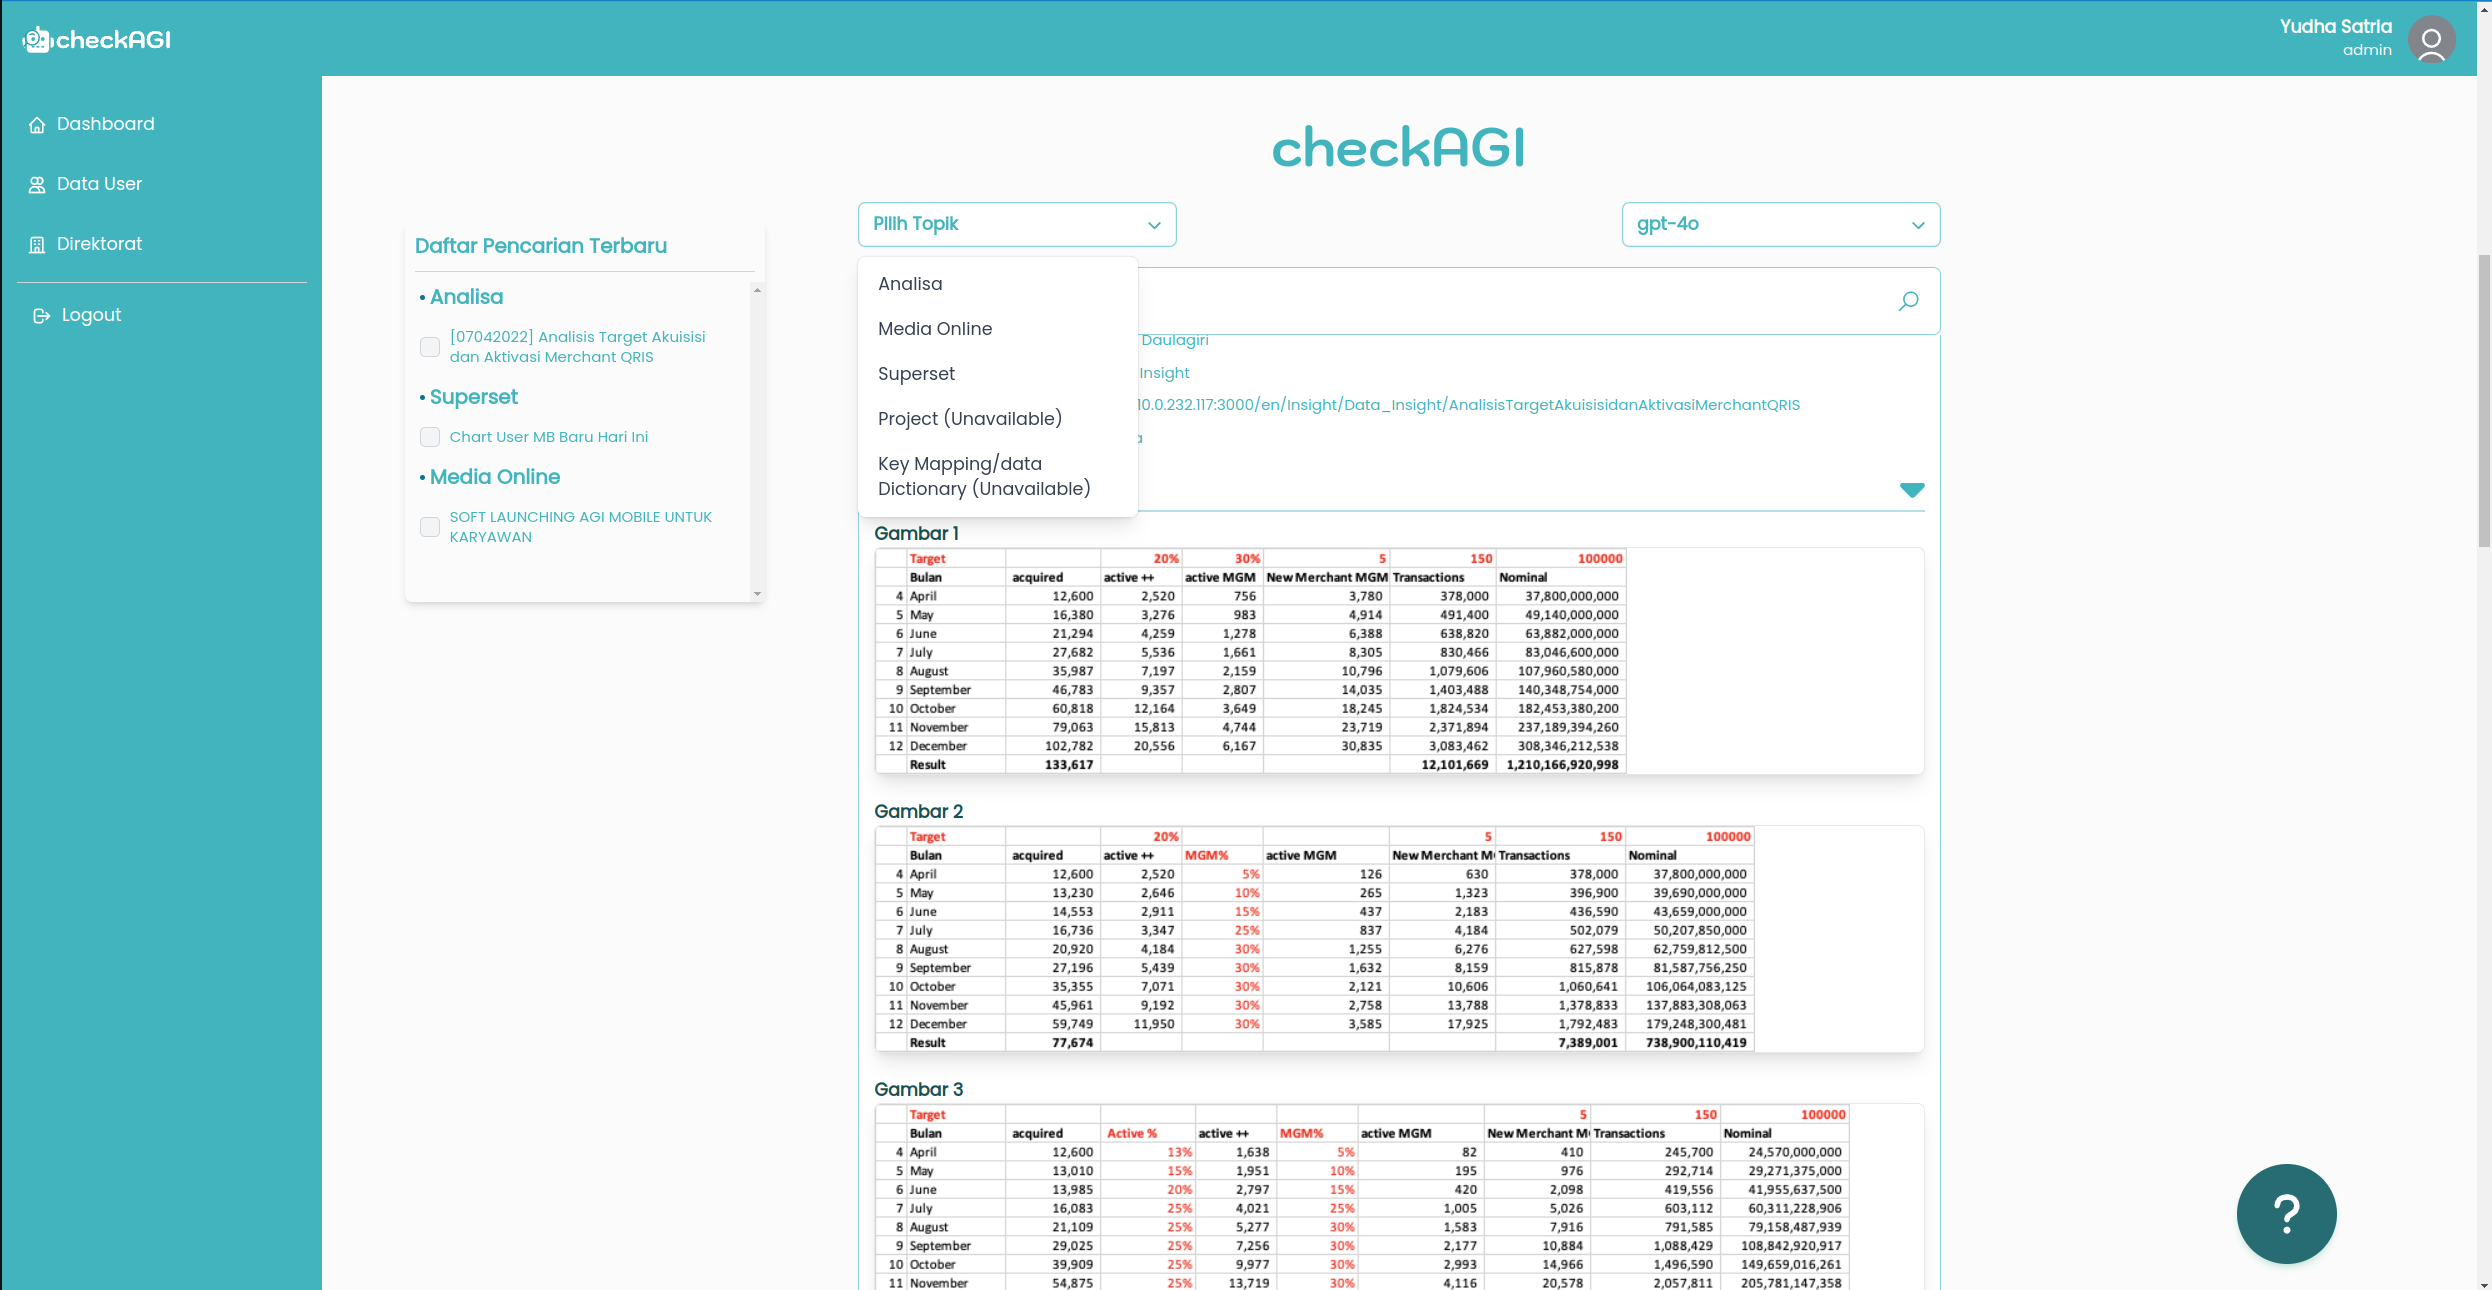 checkAGI
Yudha Satria
admin
Dashboard
Data User
Direktorat
Logout
checkAGI
Daftar Pencarian Terbaru
• Analisa
[07042022] Analisis Target Akuisisi
dan Aktivasi Merchant QRIS
• Superset
Chart User MB Baru Hari Ini
• Media Online
SOFT LAUNCHING AGI MOBILE UNTUK
KARYAWAN
Pilih Topik
gpt-4o
Analisa
Media Online
Superset
Project (Unavailable)
Key Mapping/data
Dictionary (Unavailable)
Daulagiri
Insight
10.0.232.117:3000/en/Insight/Data_Insight/AnalisisTargetAkuisisidanAktivasiMerchantQRIS
a
Gambar 1
Target 20% 30% 5 150 100000
Bulan acquired active ++ active MGM New Merchant MGM Transactions Nominal
4 April 12,600 2,520 756 3,780 378,000 37,800,000,000
5 May 16,380 3,276 983 4,914 491,400 49,140,000,000
6 June 21,294 4,259 1,278 6,388 638,820 63,882,000,000
7 July 27,682 5,536 1,661 8,305 830,466 83,046,600,000
8 August 35,987 7,197 2,159 10,796 1,079,606 107,960,580,000
9 September 46,783 9,357 2,807 14,035 1,403,488 140,348,754,000
10 October 60,818 12,164 3,649 18,245 1,824,534 182,453,380,200
11 November 79,063 15,813 4,744 23,719 2,371,894 237,189,394,260
12 December 102,782 20,556 6,167 30,835 3,083,462 308,346,212,538
Result 133,617 12,101,669 1,210,166,920,998
Gambar 2
Target 20% 5 150 100000
Bulan acquired active ++ MGM% active MGM New Merchant M Transactions Nominal
4 April 12,600 2,520 5% 126 630 378,000 37,800,000,000
5 May 13,230 2,646 10% 265 1,323 396,900 39,690,000,000
6 June 14,553 2,911 15% 437 2,183 436,590 43,659,000,000
7 July 16,736 3,347 25% 837 4,184 502,079 50,207,850,000
8 August 20,920 4,184 30% 1,255 6,276 627,598 62,759,812,500
9 September 27,196 5,439 30% 1,632 8,159 815,878 81,587,756,250
10 October 35,355 7,071 30% 2,121 10,606 1,060,641 106,064,083,125
11 November 45,961 9,192 30% 2,758 13,788 1,378,833 137,883,308,063
12 December 59,749 11,950 30% 3,585 17,925 1,792,483 179,248,300,481
Result 77,674 7,389,001 738,900,110,419
Gambar 3
Target 5 150 100000
Bulan acquired Active % active ++ MGM% active MGM New Merchant M Transactions Nominal
4 April 12,600 13% 1,638 5% 82 410 245,700 24,570,000,000
5 May 13,010 15% 1,951 10% 195 976 292,714 29,271,375,000
6 June 13,985 20% 2,797 15% 420 2,098 419,556 41,955,637,500
7 July 16,083 25% 4,021 25% 1,005 5,026 603,112 60,311,228,906
8 August 21,109 25% 5,277 30% 1,583 7,916 791,585 79,158,487,939
9 September 29,025 25% 7,256 30% 2,177 10,884 1,088,429 108,842,920,917
10 October 39,909 25% 9,977 30% 2,993 14,966 1,496,590 149,659,016,261
11 November 54,875 25% 13,719 30% 4,116 20,578 2,057,811 205,781,147,358
?